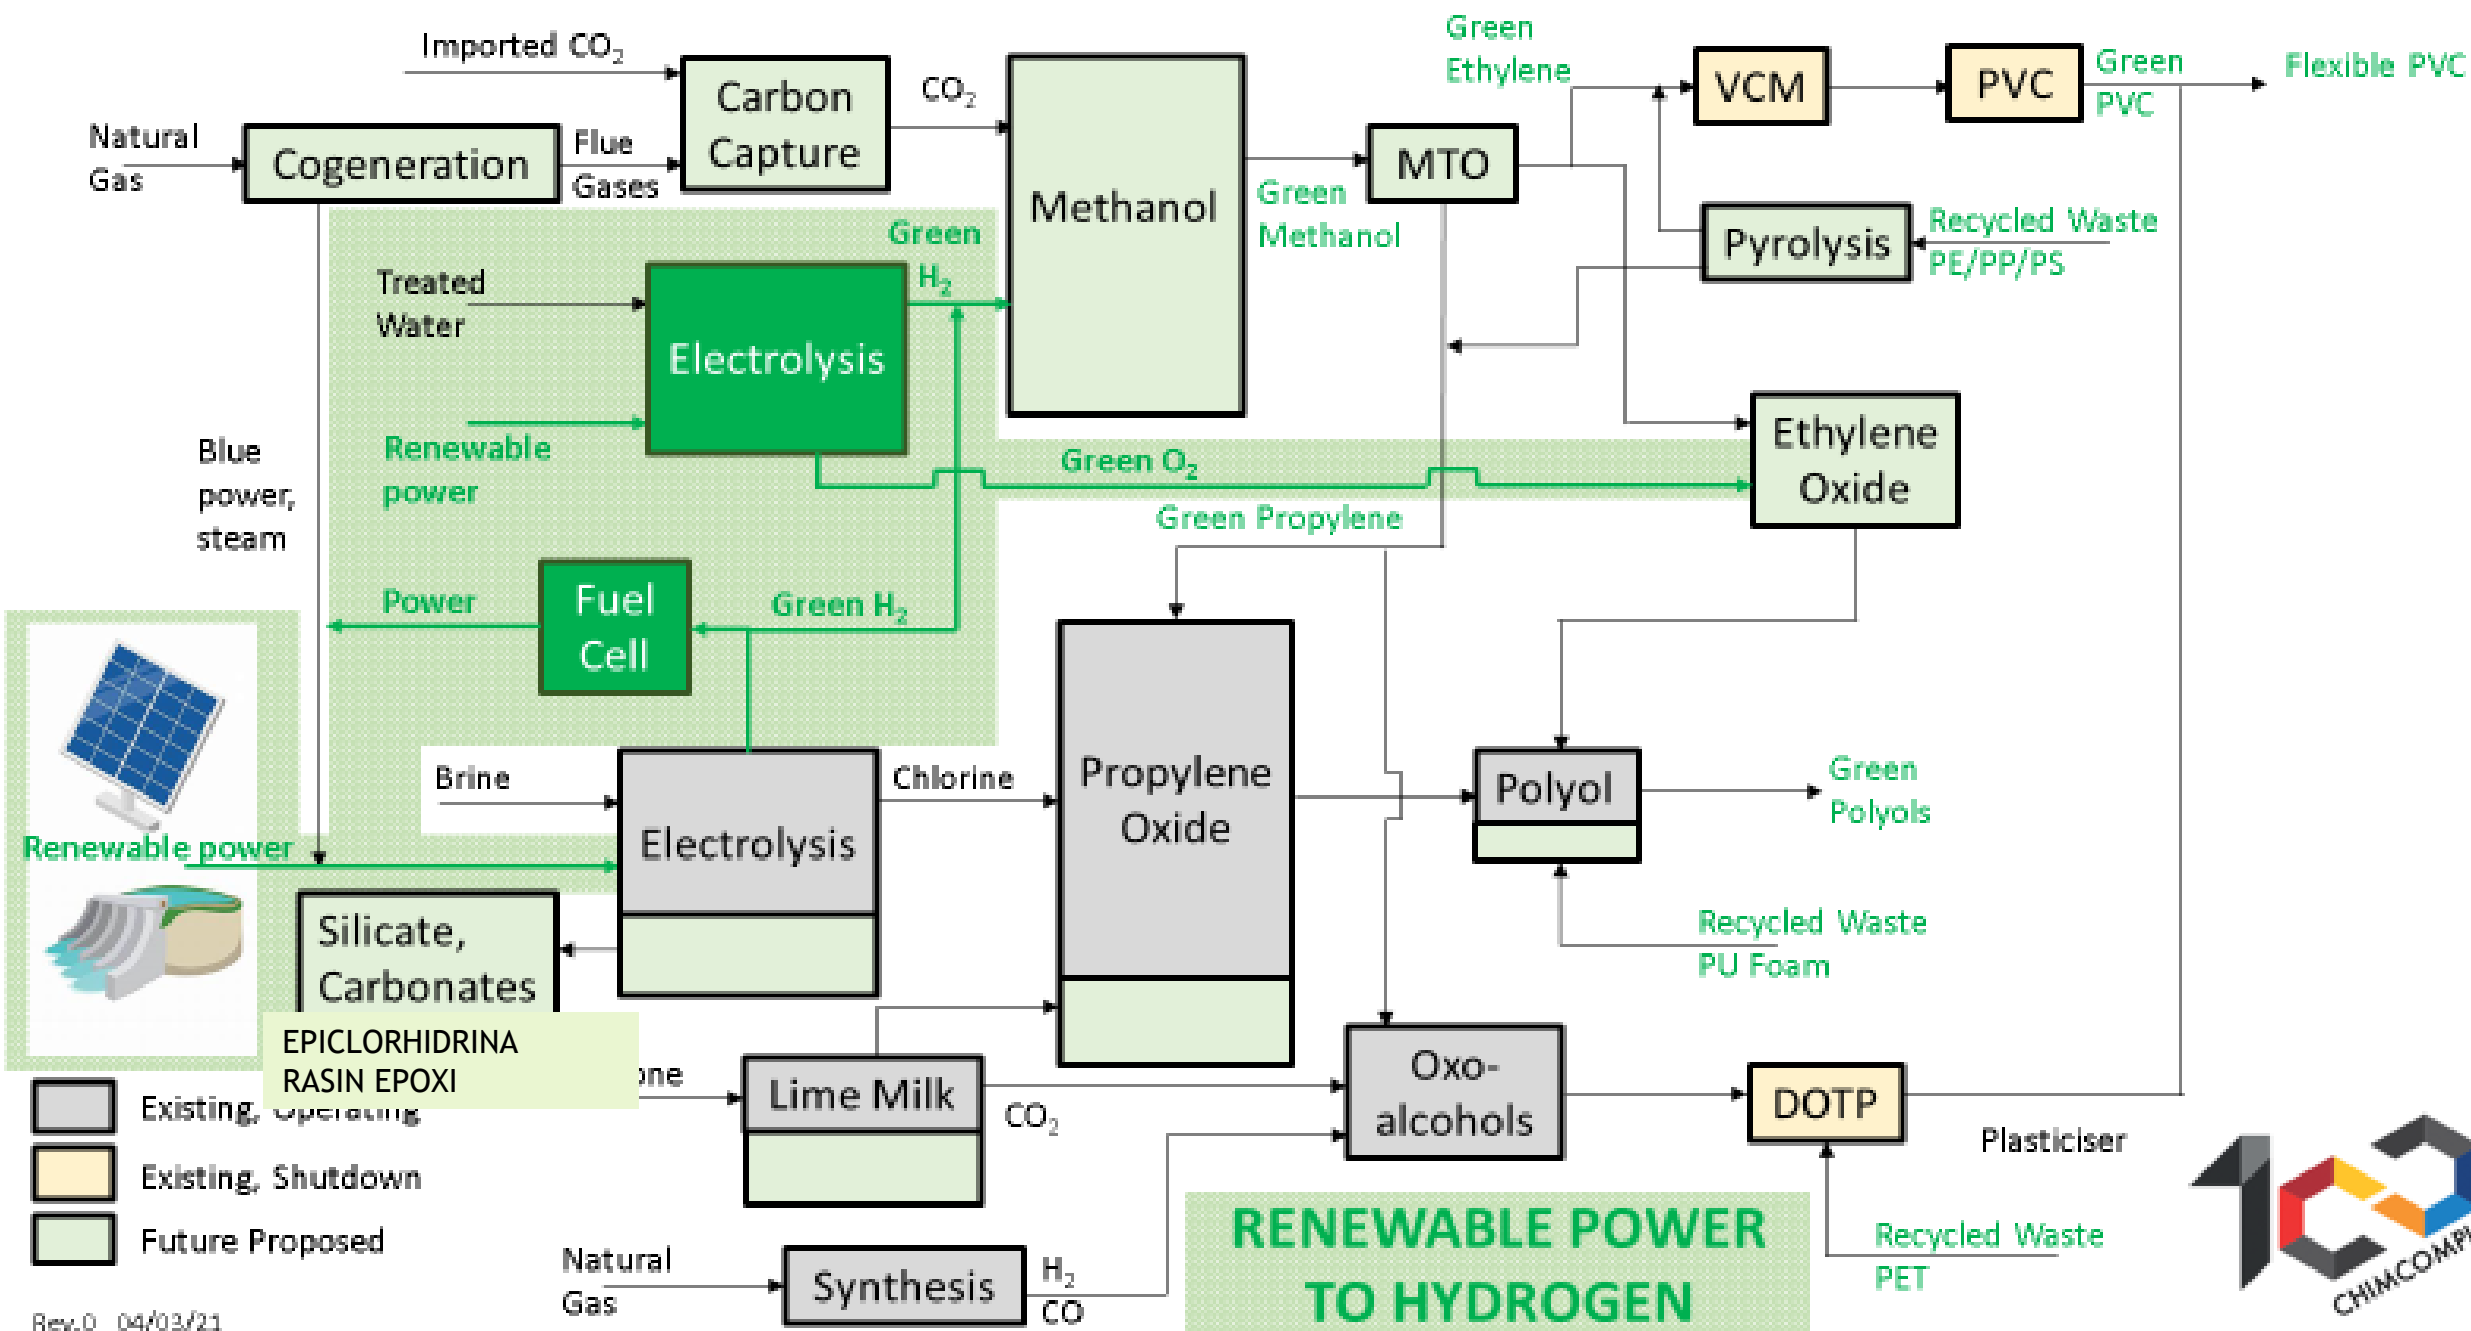 Imported CO₂
Natural
Gas
Cogeneration
Flue
Gases
Carbon
Capture
CO₂
Methanol
Green
Methanol
MTO
Green
Ethylene
VCM
PVC
Green
PVC
Flexible PVC
Pyrolysis
Recycled Waste
PE/PP/PS
Treated
Water
Renewable
power
Electrolysis
Green
H₂
Green O₂
Ethylene
Oxide
Green Propylene
Blue
power,
steam
Power
Fuel
Cell
Green H₂
Renewable power
Brine
Electrolysis
Chlorine
Propylene
Oxide
Polyol
Green
Polyols
Recycled Waste
PU Foam
Silicate,
Carbonates
EPICLORHIDRINA
RASIN EPOXI
Lime Milk
CO₂
Oxo-
alcohols
DOTP
Plasticiser
Recycled Waste
PET
Natural
Gas
Synthesis
H₂
CO
Existing, Operating
Existing, Shutdown
Future Proposed
RENEWABLE POWER
TO HYDROGEN
Rev.0 04/03/21